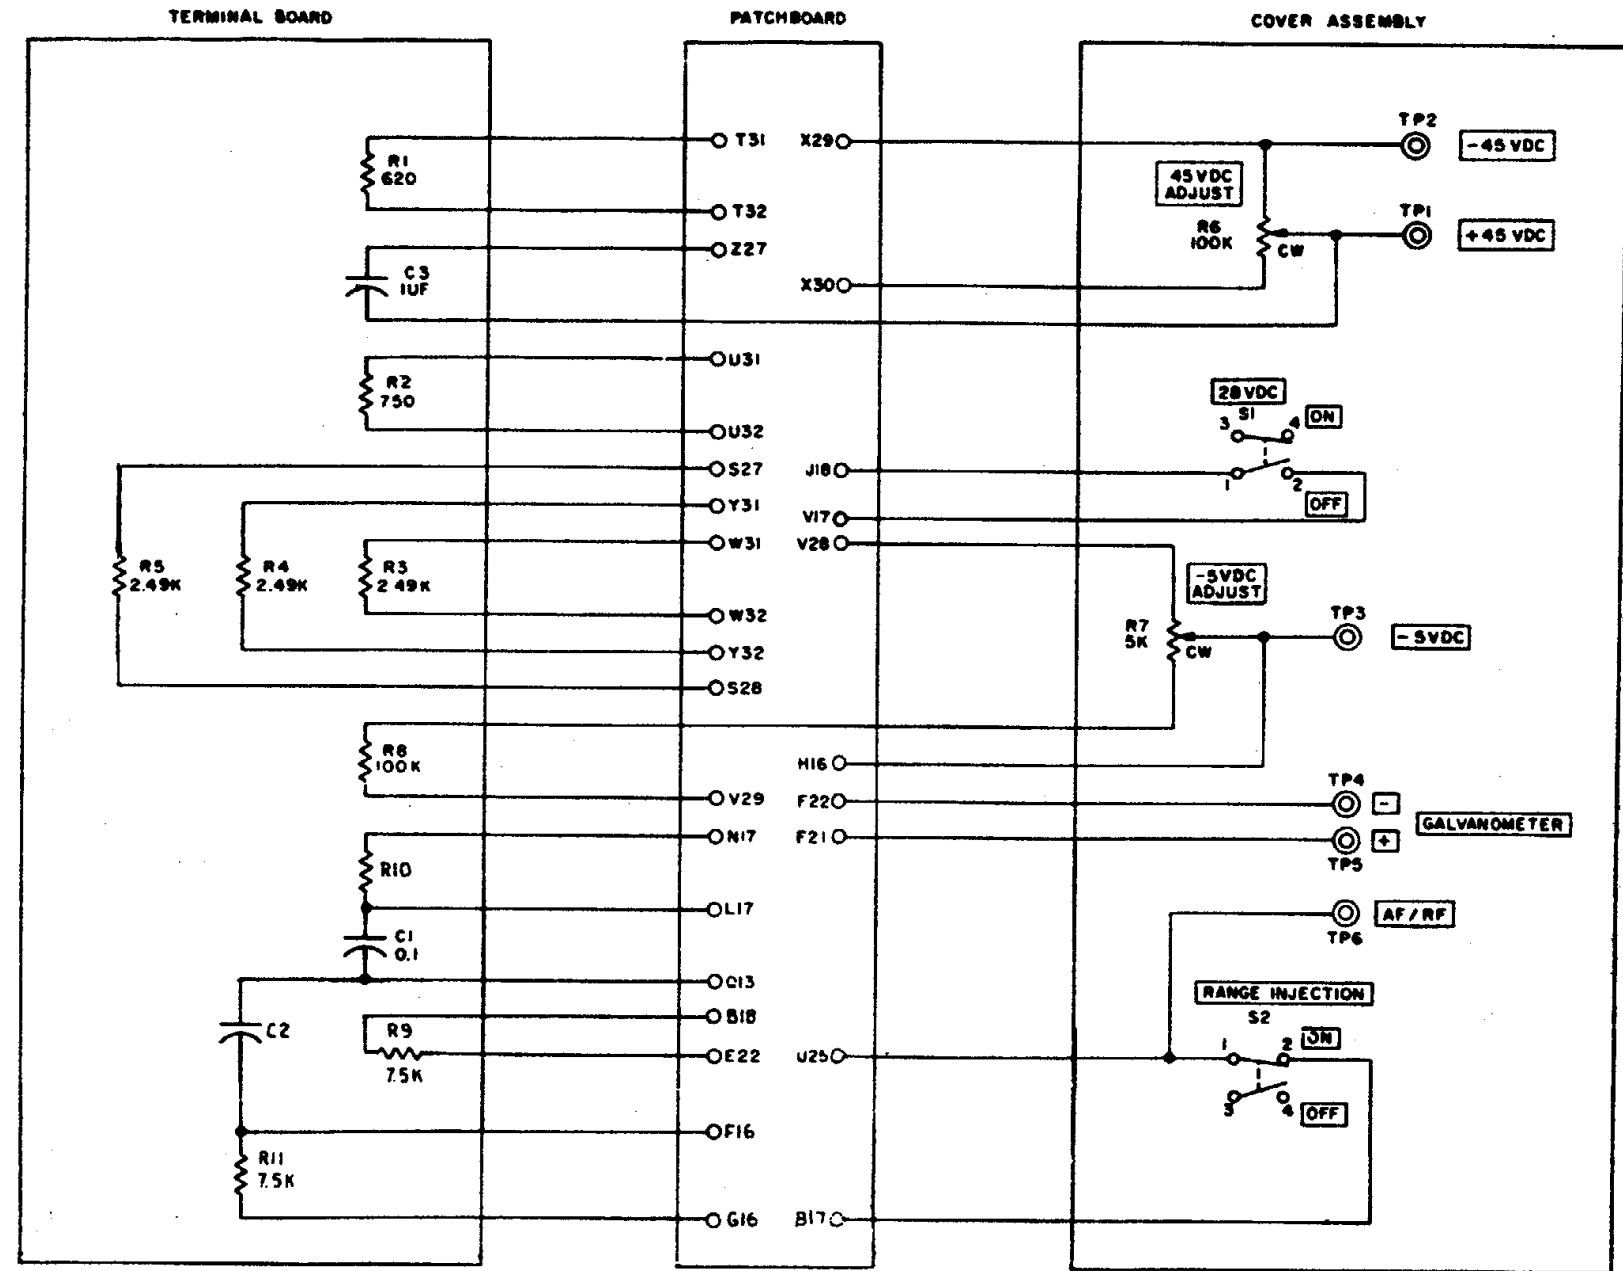 TERMINAL BOARD
PATCHBOARD
COVER ASSEMBLY
R1
620
C3
1UF
R2
750
R5
2.49K
R4
2.49K
R3
2 49K
R8
100K
R10
C1
0.1
C2
R9
7.5K
R11
7.5K
T31
T32
Z27
U31
U32
S27
Y31
W31
W32
Y32
S28
V29
N17
L17
C13
B18
E22
F16
G16
X29
X30
J18
V17
V28
H16
F22
F21
U25
B17
TP2
-45 VDC
45 VDC
ADJUST
TP1
+45 VDC
R6
100K
CW
28 VDC
S1
3
4
ON
1
2
OFF
-5VDC
ADJUST
R7
5K
CW
TP3
- 5VDC
TP4
-
GALVANOMETER
+
TP5
AF / RF
TP6
RANGE INJECTION
S2
1
2
ON
3
4
OFF